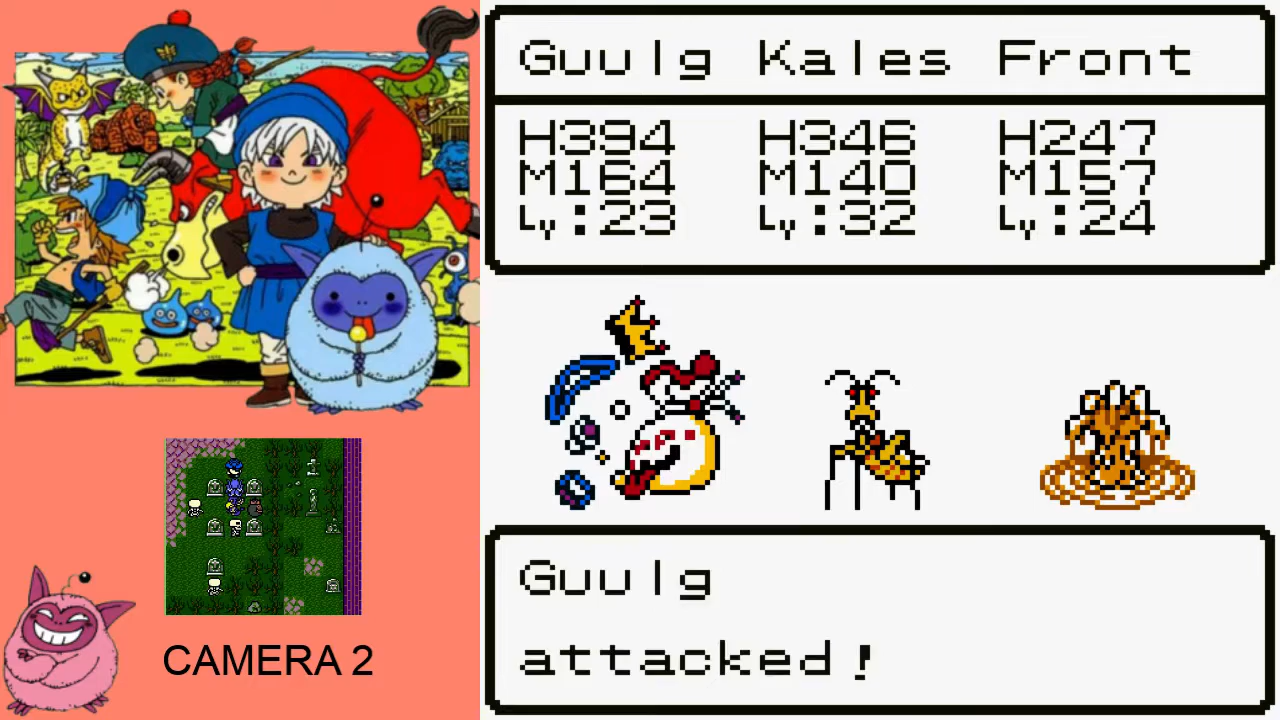 Guulg Kales Front
H394 H346 H247
M164 M140 M157
Lv:23 Lv:32 Lv:24
Guulg
attacked!
CAMERA 2